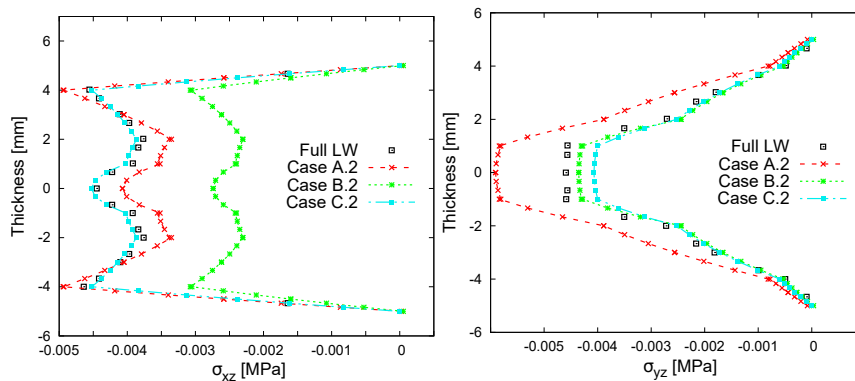 6
4
2
0
-2
-4
-6
-0.005
-0.004
-0.003
-0.002
-0.001
0
Thickness [mm]
σxz [MPa]
Full LW
Case A.2
Case B.2
Case C.2
6
4
2
0
-2
-4
-6
-0.005
-0.004
-0.003
-0.002
-0.001
0
Thickness [mm]
σyz [MPa]
Full LW
Case A.2
Case B.2
Case C.2